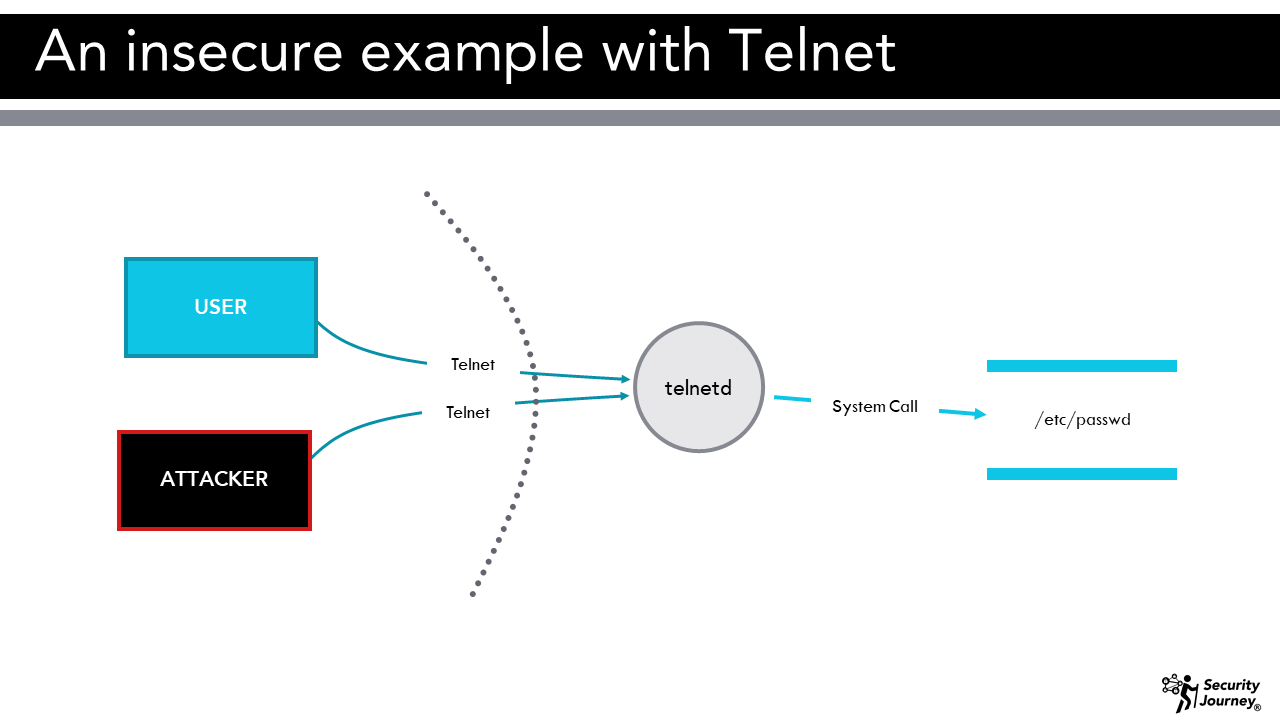 An insecure example with Telnet
USER
Telnet
telnetd
Telnet
System Call
/etc/passwd
ATTACKER
Security
Journey®